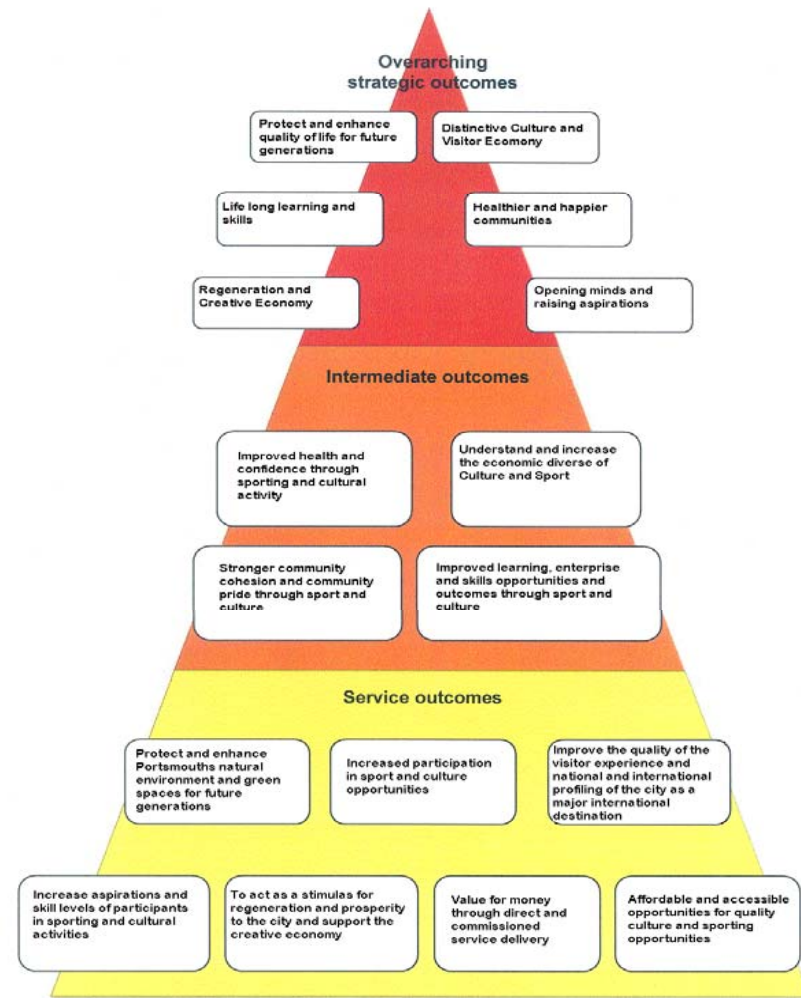 Overarching
strategic outcomes
Protect and enhance
quality of life for future
generations
Distinctive Culture and
Visitor Ecomony
Life long learning and
skills
Healthier and happier
communities
Regeneration and
Creative Economy
Opening minds and
raising aspirations
Intermediate outcomes
Improved health and
confidence through
sporting and cultural
activity
Understand and increase
the economic diverse of
Culture and Sport
Stronger community
cohesion and community
pride through sport and
culture
Improved learning, enterprise
and skills opportunities and
outcomes through sport and
culture
Service outcomes
Protect and enhance
Portsmouths natural
environment and green
spaces for future
generations
Increased participation
in sport and culture
opportunities
Improve the quality of the
visitor experience and
national and international
profiling of the city as a
major international
destination
Increase aspirations and
skill levels of participants
in sporting and cultural
activities
To act as a stimulas for
regeneration and prosperity
to the city and support the
creative economy
Value for money
through direct and
commissioned
service delivery
Affordable and accessible
opportunities for quality
culture and sporting
opportunities